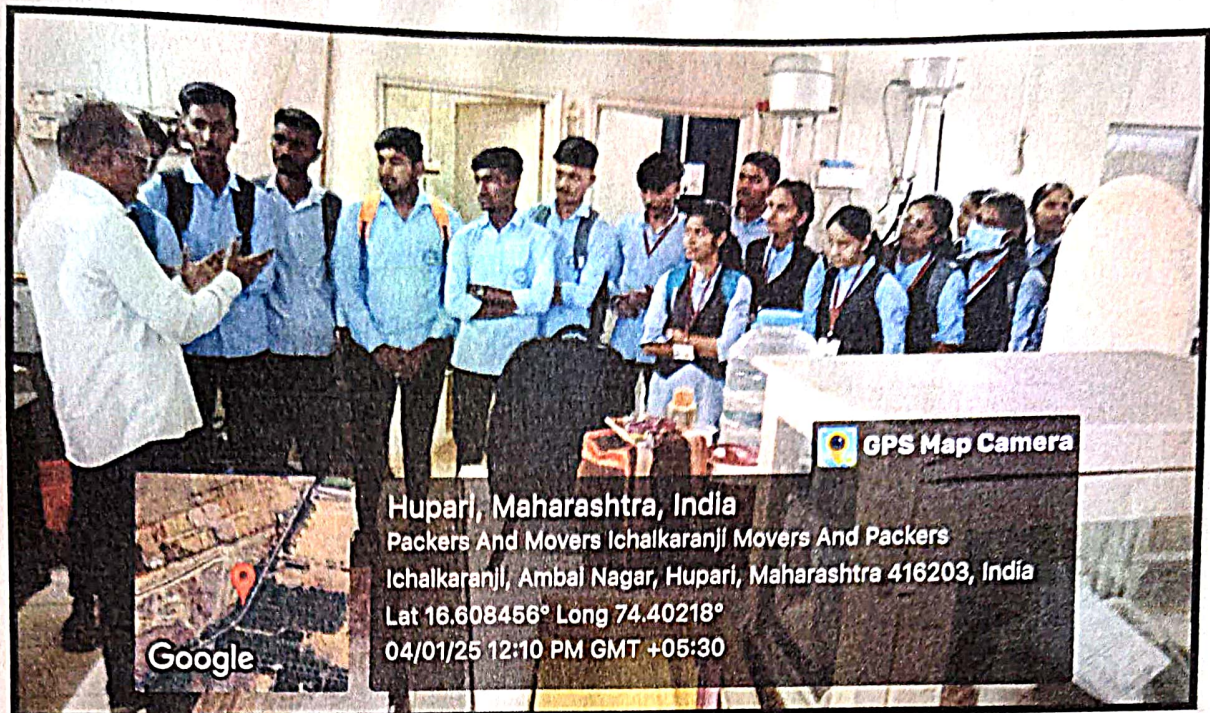 GPS Map Camera
Hupari, Maharashtra, India
Packers And Movers Ichalkaranji Movers And Packers
Ichalkaranji, Ambai Nagar, Hupari, Maharashtra 416203, India
Lat 16.608456° Long 74.40218°
04/01/25 12:10 PM GMT +05:30
Google